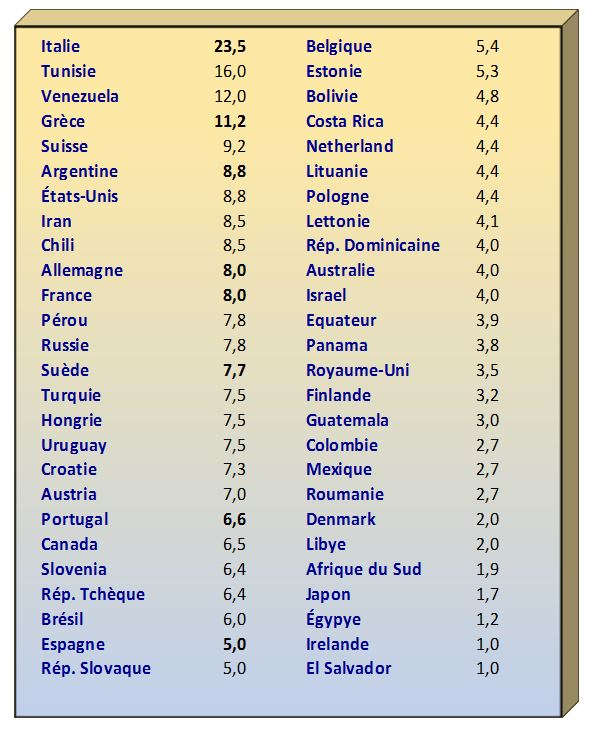 Italie 23,5
Tunisie 16,0
Venezuela 12,0
Grèce 11,2
Suisse 9,2
Argentine 8,8
États-Unis 8,8
Iran 8,5
Chili 8,5
Allemagne 8,0
France 8,0
Pérou 7,8
Russie 7,8
Suède 7,7
Turquie 7,5
Hongrie 7,5
Uruguay 7,5
Croatie 7,3
Austria 7,0
Portugal 6,6
Canada 6,5
Slovenia 6,4
Rép. Tchèque 6,4
Brésil 6,0
Espagne 5,0
Rép. Slovaque 5,0
Belgique 5,4
Estonie 5,3
Bolivie 4,8
Costa Rica 4,4
Netherland 4,4
Lituanie 4,4
Pologne 4,4
Lettonie 4,1
Rép. Dominicaine 4,0
Australie 4,0
Israel 4,0
Equateur 3,9
Panama 3,8
Royaume-Uni 3,5
Finlande 3,2
Guatemala 3,0
Colombie 2,7
Mexique 2,7
Roumanie 2,7
Denmark 2,0
Libye 2,0
Afrique du Sud 1,9
Japon 1,7
Égypye 1,2
Irelande 1,0
El Salvador 1,0